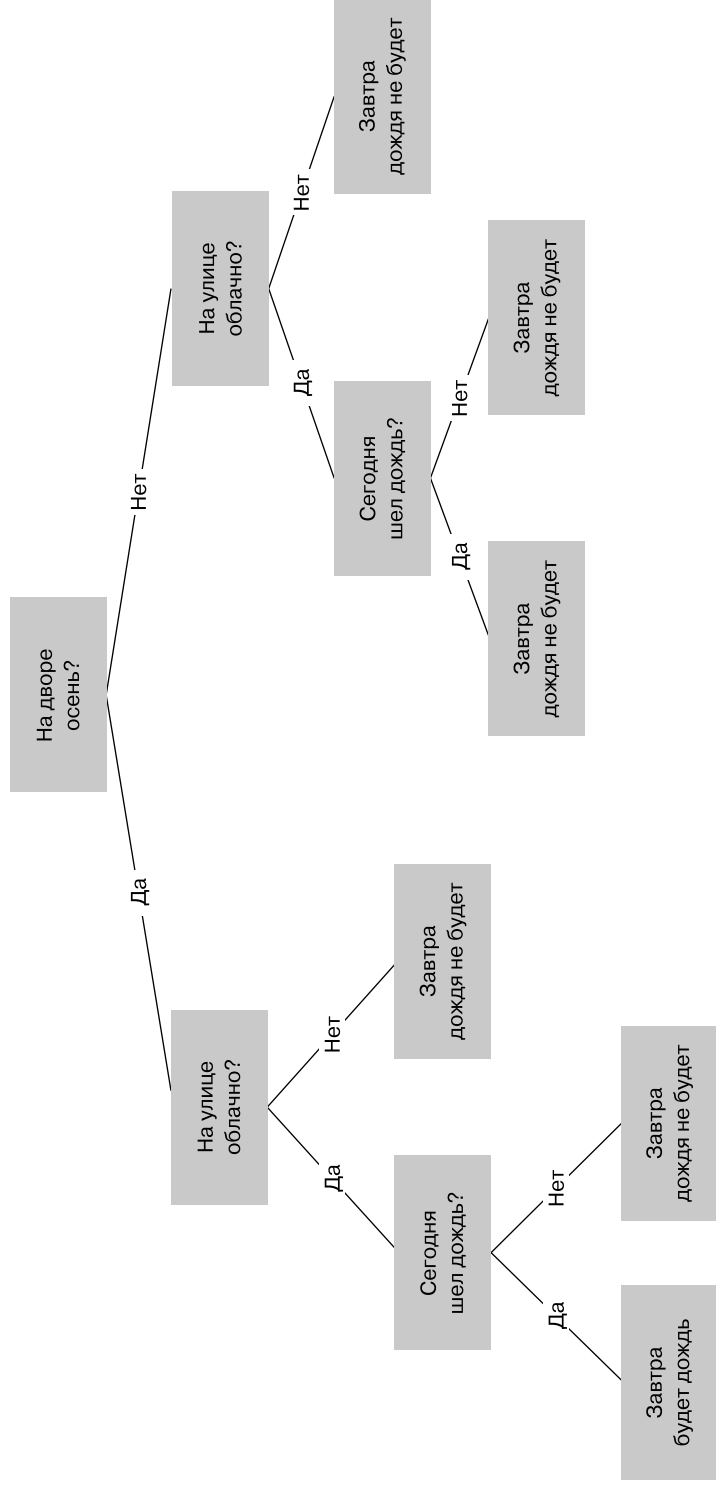 На дворе
осень?
Да
Нет
На улице
облачно?
На улице
облачно?
Да
Нет
Да
Нет
Сегодня
шел дождь?
Завтра
дождя не будет
Сегодня
шел дождь?
Завтра
дождя не будет
Да
Нет
Да
Нет
Завтра
будет дождь
Завтра
дождя не будет
Завтра
дождя не будет
Завтра
дождя не будет